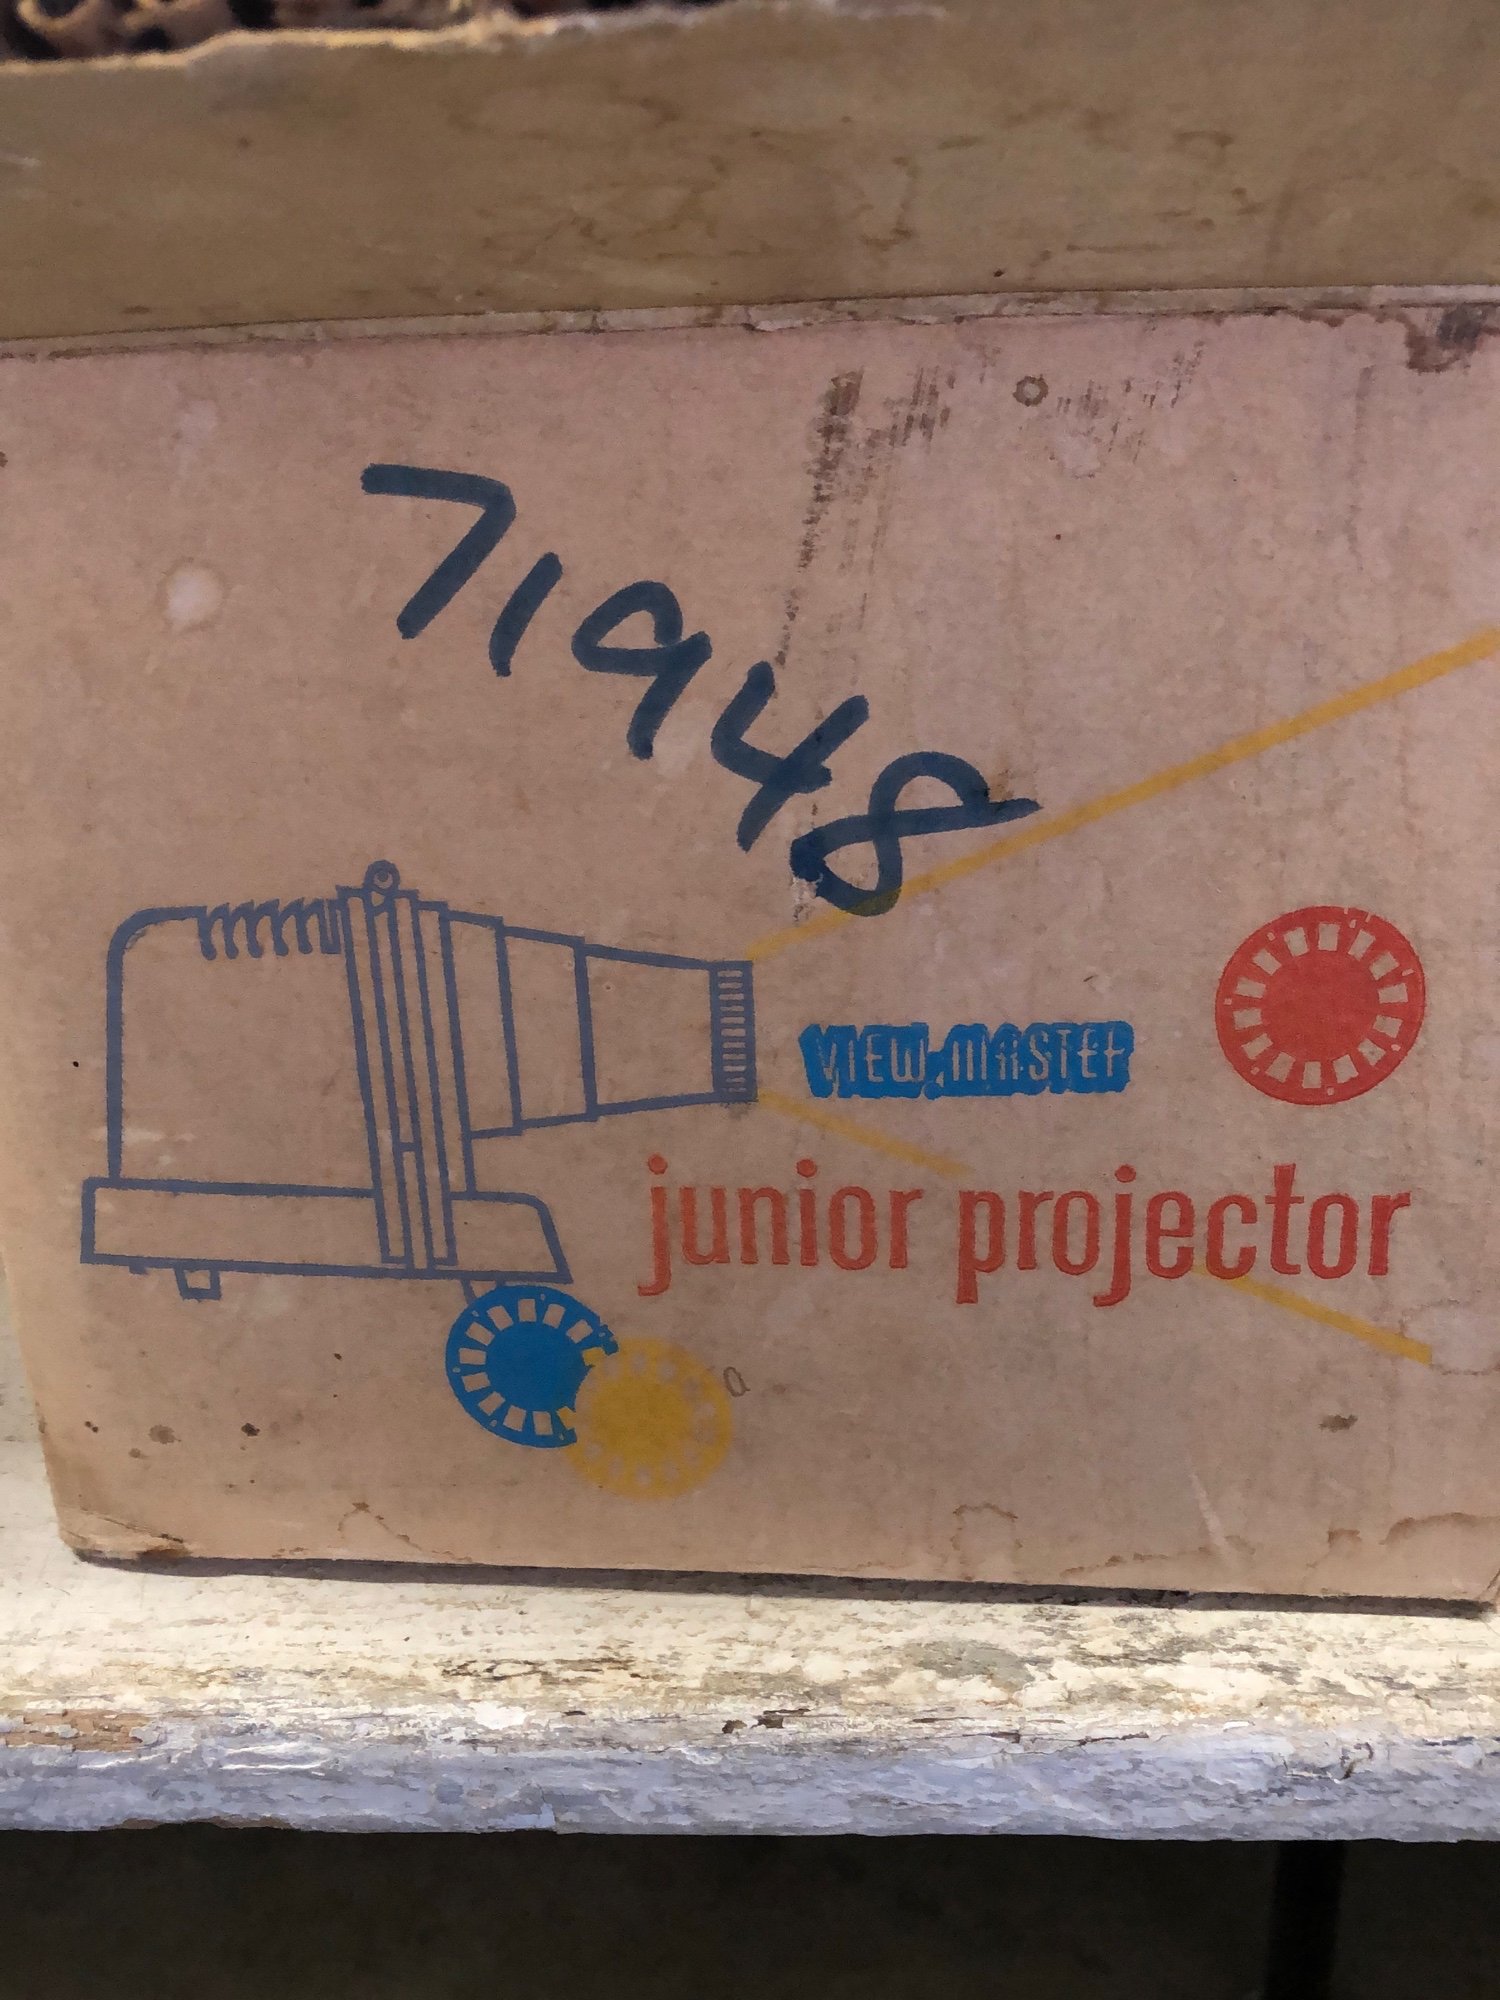 71948
VIEW-MASTER
junior projector
a